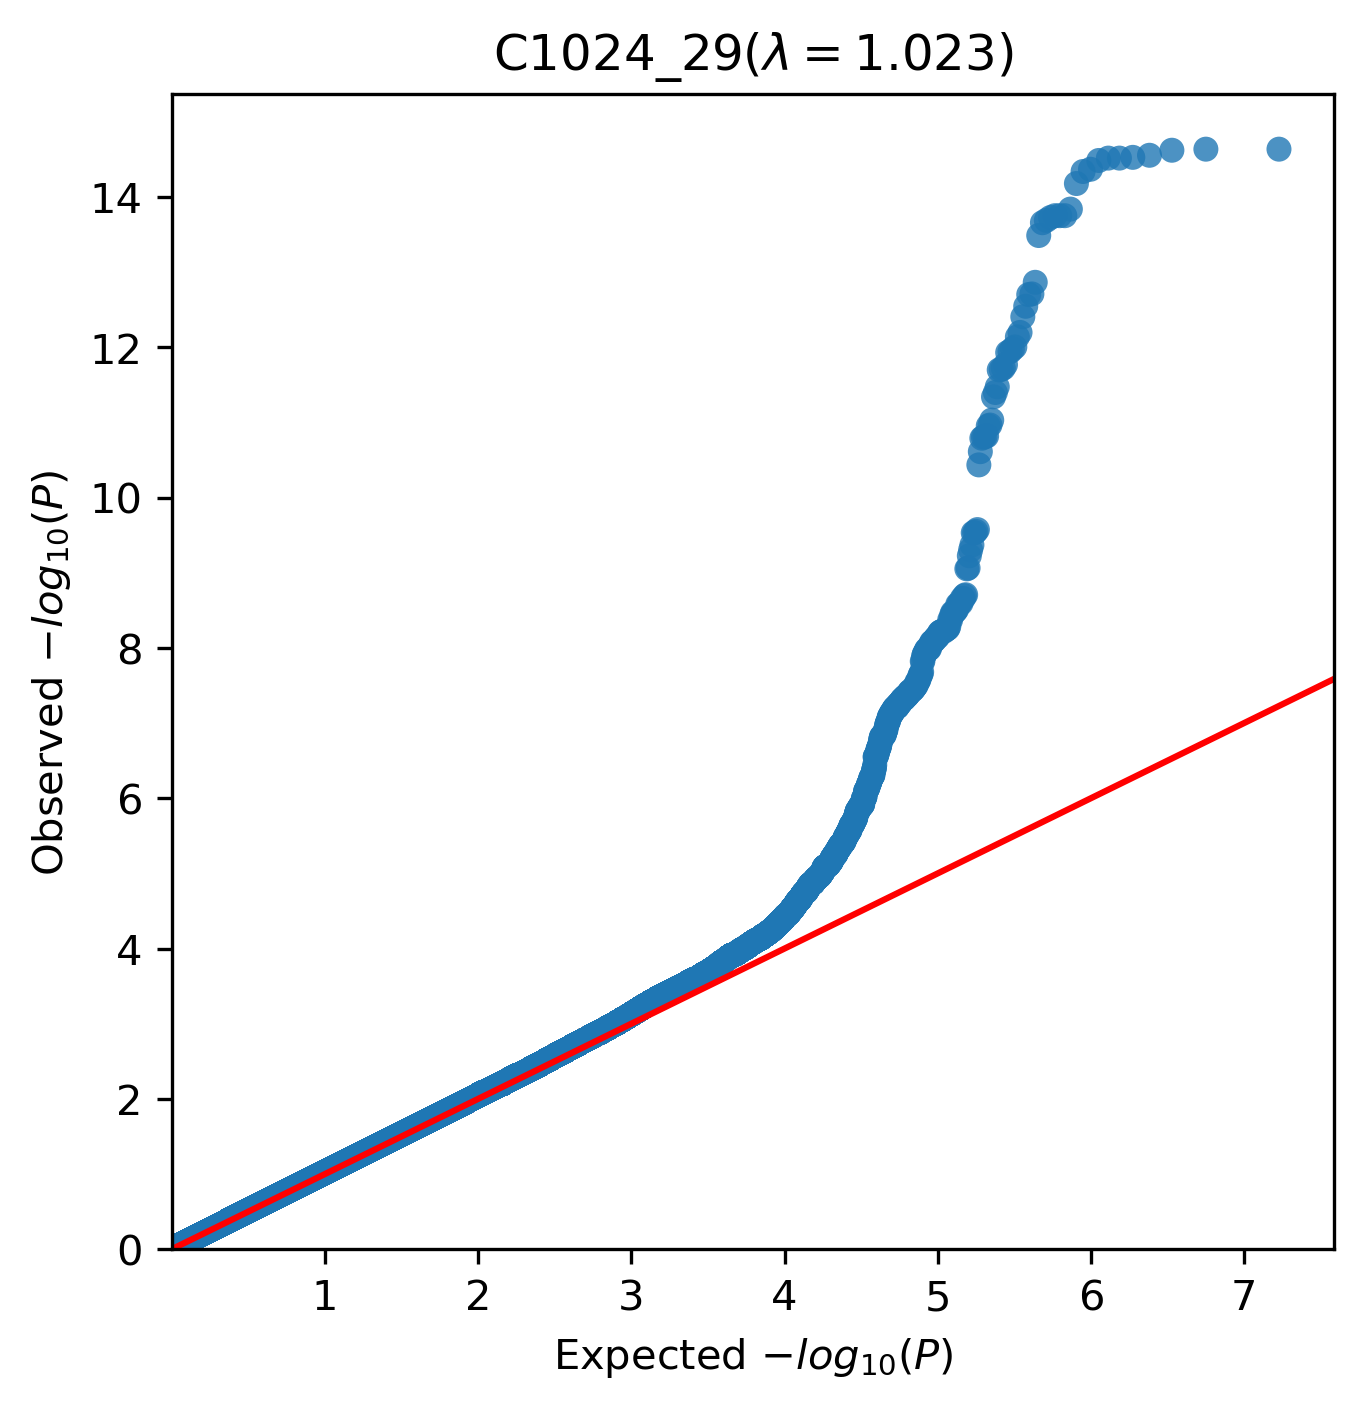 C1024_29(λ = 1.023)
Observed −log₁₀(P)
14
12
10
8
6
4
2
0
1 2 3 4 5 6 7
Expected −log₁₀(P)